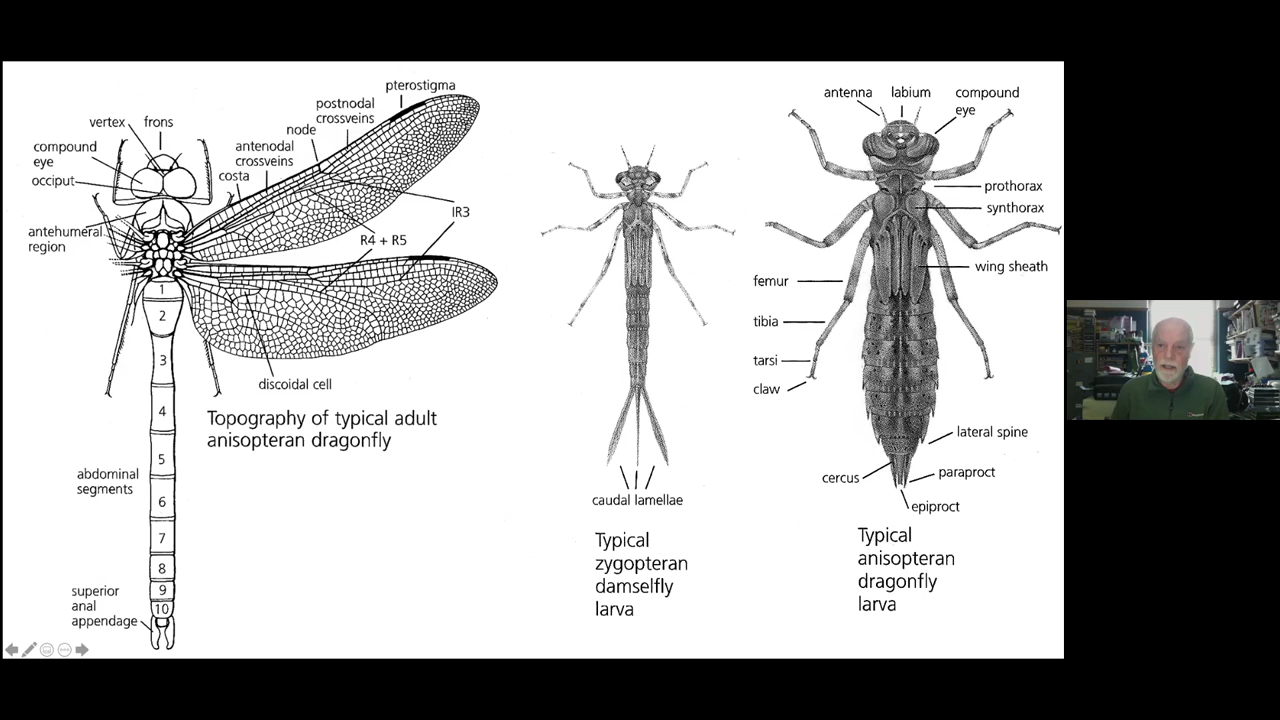 pterostigma
postnodal
crossveins
node
vertex
frons
antenodal
crossveins
compound
eye
costa
occiput
IR3
antehumeral
region
R4 + R5
1
2
3
discoidal cell
4
Topography of typical adult
anisopteran dragonfly
5
abdominal
segments
6
7
8
9
superior
anal
appendage
10
caudal lamellae
Typical
zygopteran
damselfly
larva
antenna
labium
compound
eye
prothorax
synthorax
wing sheath
femur
tibia
tarsi
claw
lateral spine
cercus
paraproct
epiproct
Typical
anisopteran
dragonfly
larva